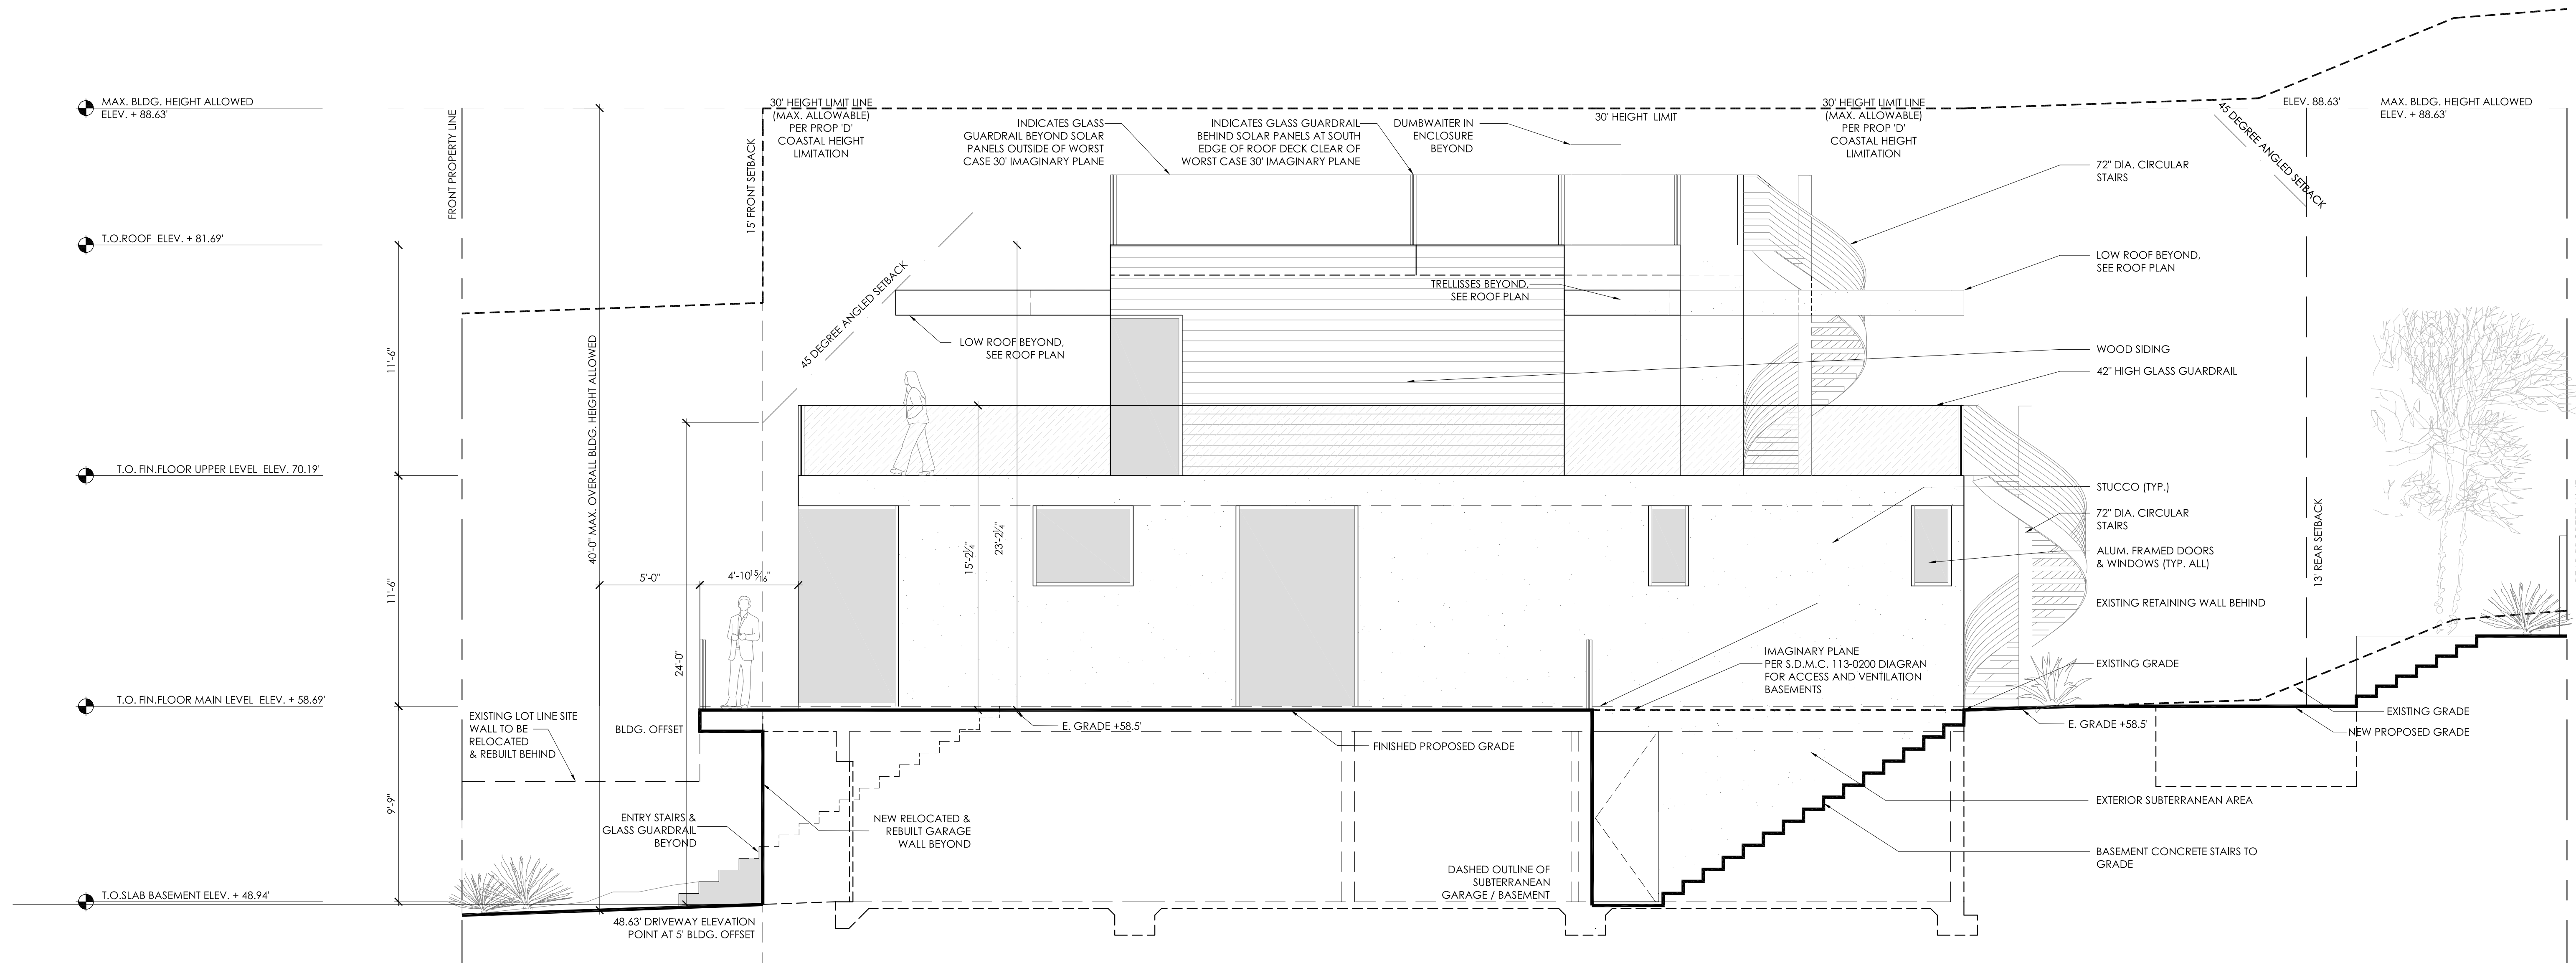 MAX. BLDG. HEIGHT ALLOWED
ELEV. + 88.63'
T.O.ROOF ELEV. + 81.69'
T.O. FIN.FLOOR UPPER LEVEL ELEV. 70.19'
T.O. FIN.FLOOR MAIN LEVEL ELEV. + 58.69'
T.O.SLAB BASEMENT ELEV. + 48.94'
11'-6"
11'-6"
9'-9"
FRONT PROPERTY LINE
EXISTING LOT LINE SITE
WALL TO BE
RELOCATED
& REBUILT BEHIND
40'-0" MAX. OVERALL BLDG. HEIGHT ALLOWED
5'-0"
4'-10 15/16"
24'-0"
BLDG. OFFSET
ENTRY STAIRS &
GLASS GUARDRAIL
BEYOND
48.63' DRIVEWAY ELEVATION
POINT AT 5' BLDG. OFFSET
15' FRONT SETBACK
30' HEIGHT LIMIT LINE
(MAX. ALLOWABLE)
PER PROP 'D'
COASTAL HEIGHT
LIMITATION
45 DEGREE ANGLED SETBACK
INDICATES GLASS
GUARDRAIL BEYOND SOLAR
PANELS OUTSIDE OF WORST
CASE 30' IMAGINARY PLANE
INDICATES GLASS GUARDRAIL
BEHIND SOLAR PANELS AT SOUTH
EDGE OF ROOF DECK CLEAR OF
WORST CASE 30' IMAGINARY PLANE
DUMBWAITER IN
ENCLOSURE
BEYOND
30' HEIGHT LIMIT
30' HEIGHT LIMIT LINE
(MAX. ALLOWABLE)
PER PROP 'D'
COASTAL HEIGHT
LIMITATION
LOW ROOF BEYOND,
SEE ROOF PLAN
TRELLISSES BEYOND,
SEE ROOF PLAN
15'-2 1/4"
23'-2 1/4"
E. GRADE +58.5'
FINISHED PROPOSED GRADE
NEW RELOCATED &
REBUILT GARAGE
WALL BEYOND
DASHED OUTLINE OF
SUBTERRANEAN
GARAGE / BASEMENT
IMAGINARY PLANE
PER S.D.M.C. 113-0200 DIAGRAN
FOR ACCESS AND VENTILATION
BASEMENTS
72" DIA. CIRCULAR
STAIRS
LOW ROOF BEYOND,
SEE ROOF PLAN
WOOD SIDING
42" HIGH GLASS GUARDRAIL
STUCCO (TYP.)
72" DIA. CIRCULAR
STAIRS
ALUM. FRAMED DOORS
& WINDOWS (TYP. ALL)
EXISTING RETAINING WALL BEHIND
EXISTING GRADE
E. GRADE +58.5'
EXTERIOR SUBTERRANEAN AREA
BASEMENT CONCRETE STAIRS TO
GRADE
45 DEGREE ANGLED SETBACK
ELEV. 88.63'
MAX. BLDG. HEIGHT ALLOWED
ELEV. + 88.63'
13' REAR SETBACK
EXISTING GRADE
NEW PROPOSED GRADE